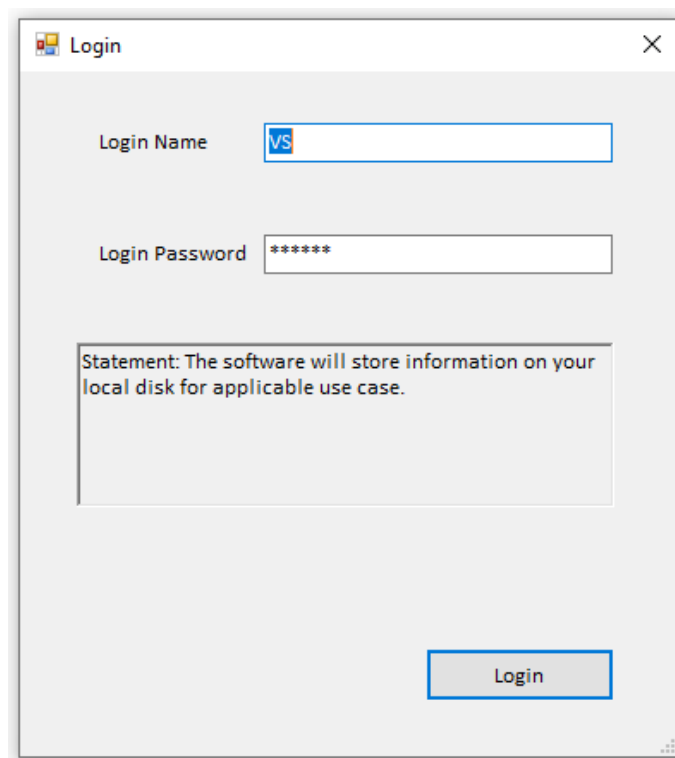 Login
Login Name VS
Login Password ******
Statement: The software will store information on your
local disk for applicable use case.
Login